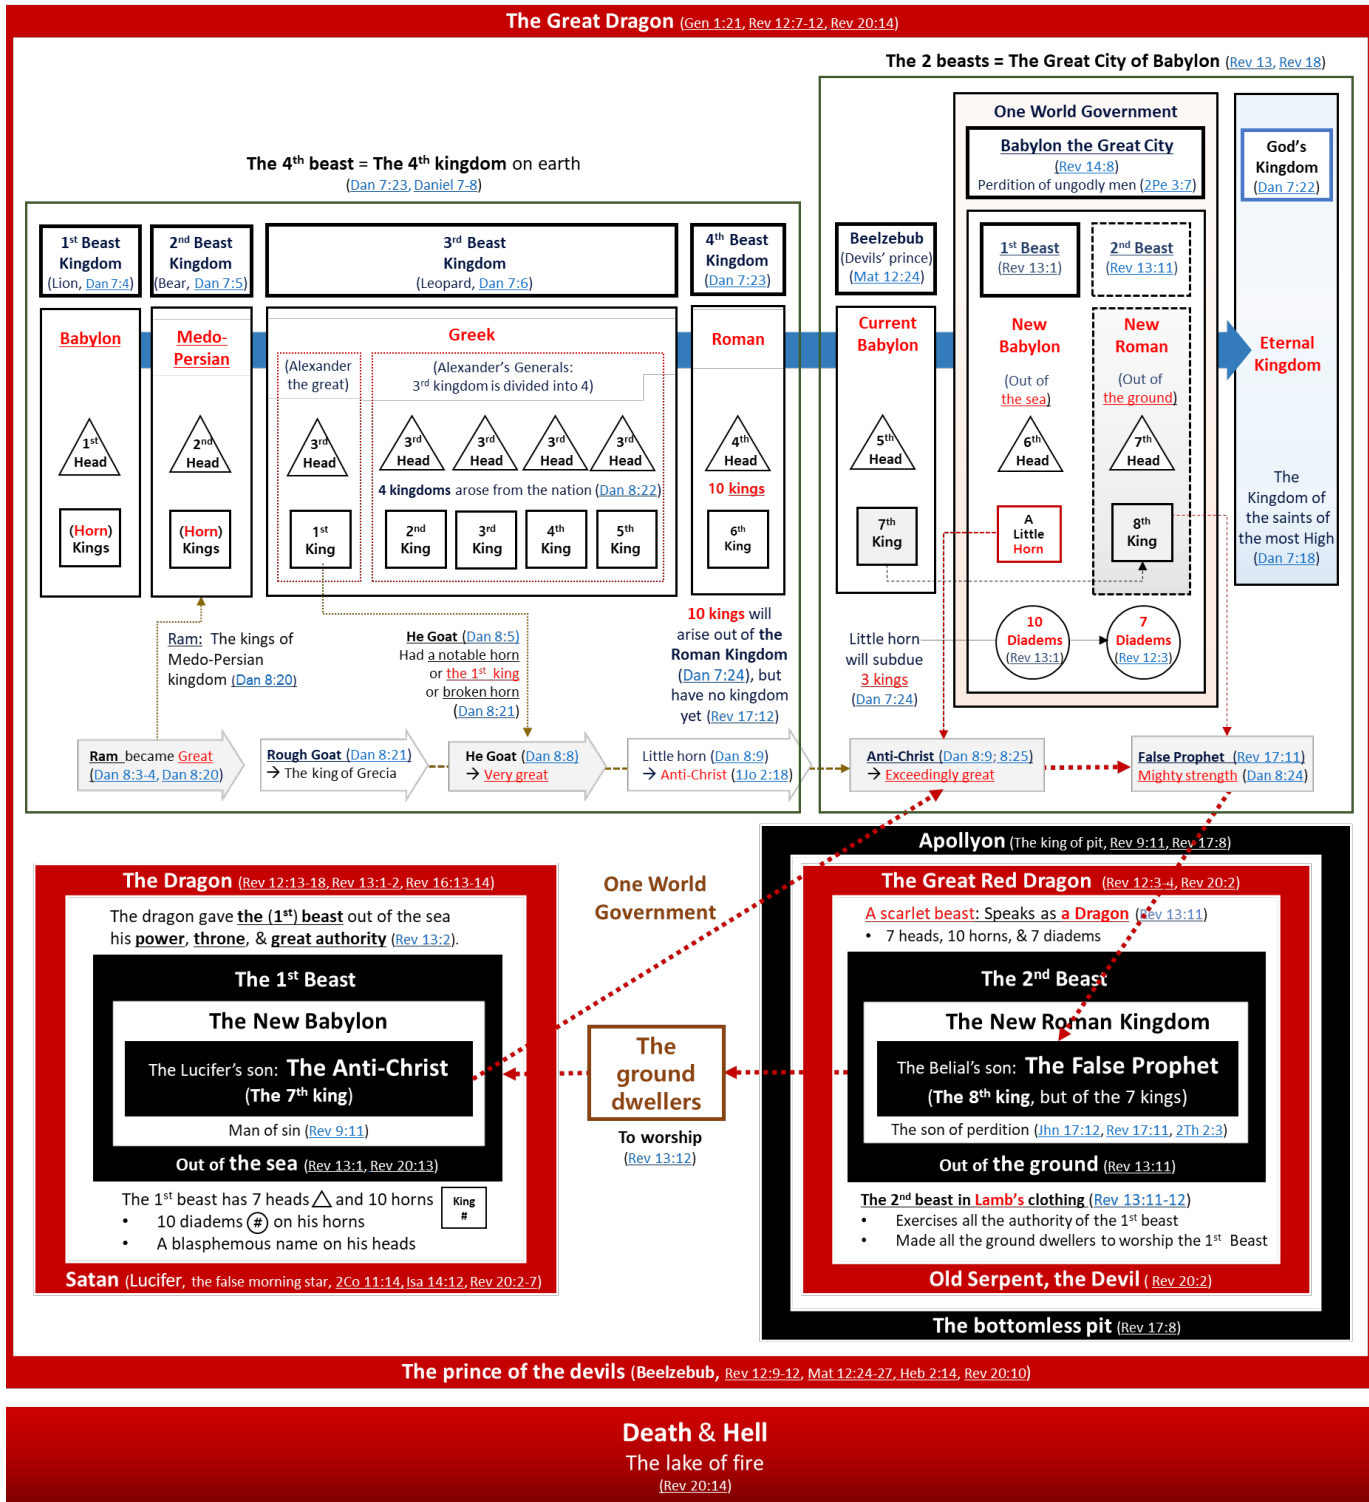 The Great Dragon (Gen 1:21, Rev 12:7-12, Rev 20:14)
The 2 beasts = The Great City of Babylon (Rev 13, Rev 18)
The 4th beast = The 4th kingdom on earth
(Dan 7:23, Daniel 7-8)
One World Government
Babylon the Great City
(Rev 14:8)
Perdition of ungodly men (2Pe 3:7)
God's
Kingdom
(Dan 7:22)
1st Beast
Kingdom
(Lion, Dan 7:4)
2nd Beast
Kingdom
(Bear, Dan 7:5)
3rd Beast
Kingdom
(Leopard, Dan 7:6)
4th Beast
Kingdom
(Dan 7:23)
Beelzebub
(Devils' prince)
(Mat 12:24)
1st Beast
(Rev 13:1)
2nd Beast
(Rev 13:11)
Babylon
Medo-
Persian
Greek
Roman
Current
Babylon
New
Babylon
New
Roman
Eternal
Kingdom
(Alexander
the great)
(Alexander's Generals:
3rd kingdom is divided into 4)
(Out of
the sea)
(Out of
the ground)
1st
Head
2nd
Head
3rd
Head
3rd
Head
3rd
Head
3rd
Head
3rd
Head
4th
Head
5th
Head
6th
Head
7th
Head
4 kingdoms arose from the nation (Dan 8:22)
10 kings
The
Kingdom of
the saints of
the most High
(Dan 7:18)
(Horn)
Kings
(Horn)
Kings
1st
King
2nd
King
3rd
King
4th
King
5th
King
6th
King
7th
King
A
Little
Horn
8th
King
Ram: The kings of
Medo-Persian
kingdom (Dan 8:20)
He Goat (Dan 8:5)
Had a notable horn
or the 1st king
or broken horn
(Dan 8:21)
10 kings will
arise out of the
Roman Kingdom
(Dan 7:24), but
have no kingdom
yet (Rev 17:12)
Little horn
will subdue
3 kings
(Dan 7:24)
10
Diadems
(Rev 13:1)
7
Diadems
(Rev 12:3)
Ram became Great
(Dan 8:3-4, Dan 8:20)
Rough Goat (Dan 8:21)
→ The king of Grecia
He Goat (Dan 8:8)
→ Very great
Little horn (Dan 8:9)
→ Anti-Christ (1Jo 2:18)
Anti-Christ (Dan 8:9; 8:25)
→ Exceedingly great
False Prophet (Rev 17:11)
Mighty strength (Dan 8:24)
The Dragon (Rev 12:13-18, Rev 13:1-2, Rev 16:13-14)
The dragon gave the (1st) beast out of the sea
his power, throne, & great authority (Rev 13:2).
The 1st Beast
The New Babylon
The Lucifer's son: The Anti-Christ
(The 7th king)
Man of sin (Rev 9:11)
Out of the sea (Rev 13:1, Rev 20:13)
The 1st beast has 7 heads △ and 10 horns
King
#
• 10 diadems (#) on his horns
• A blasphemous name on his heads
Satan (Lucifer, the false morning star, 2Co 11:14, Isa 14:12, Rev 20:2-7)
One World
Government
The
ground
dwellers
To worship
(Rev 13:12)
Apollyon (The king of pit, Rev 9:11, Rev 17:8)
The Great Red Dragon (Rev 12:3-4, Rev 20:2)
A scarlet beast: Speaks as a Dragon (Rev 13:11)
• 7 heads, 10 horns, & 7 diadems
The 2nd Beast
The New Roman Kingdom
The Belial's son: The False Prophet
(The 8th king, but of the 7 kings)
The son of perdition (Jhn 17:12, Rev 17:11, 2Th 2:3)
Out of the ground (Rev 13:11)
The 2nd beast in Lamb's clothing (Rev 13:11-12)
• Exercises all the authority of the 1st beast
• Made all the ground dwellers to worship the 1st Beast
Old Serpent, the Devil ( Rev 20:2)
The bottomless pit (Rev 17:8)
The prince of the devils (Beelzebub, Rev 12:9-12, Mat 12:24-27, Heb 2:14, Rev 20:10)
Death & Hell
The lake of fire
(Rev 20:14)